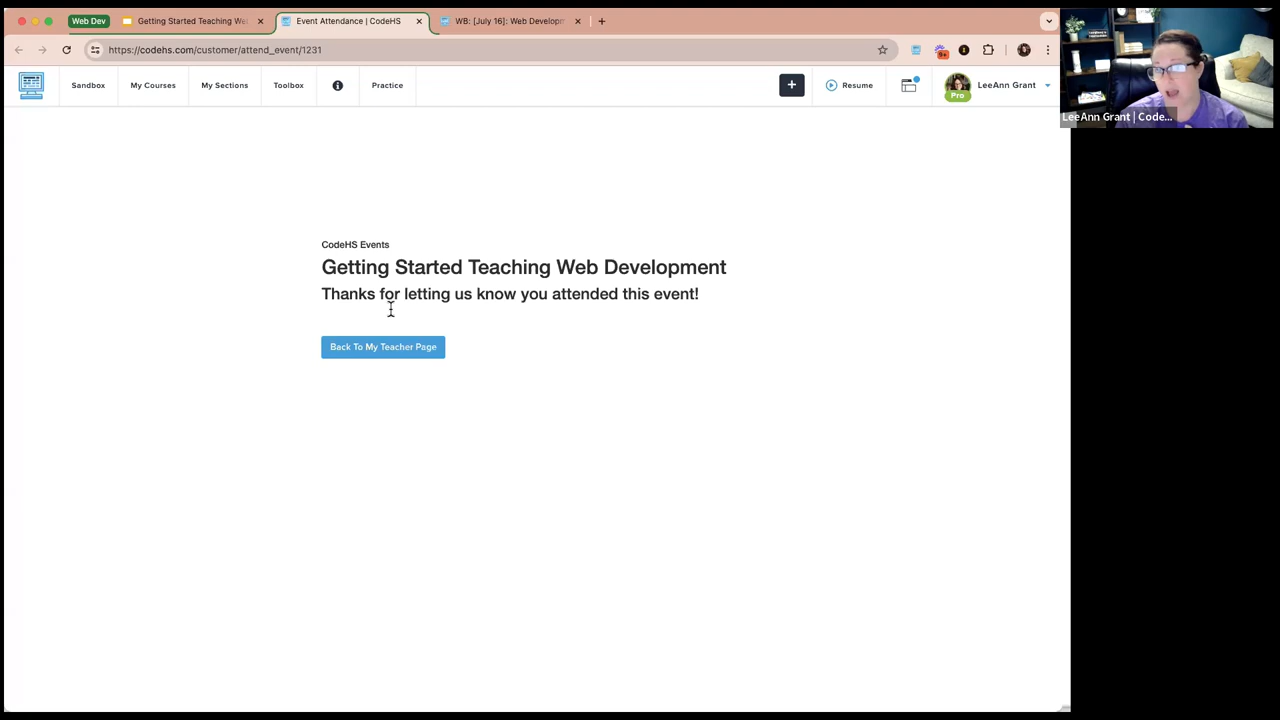 Web Dev
Getting Started Teaching We
Event Attendance | CodeHS
WB: [July 16]: Web Developm
https://codehs.com/customer/attend_event/1231
9+
Sandbox
My Courses
My Sections
Toolbox
Practice
Resume
Pro
LeeAnn Grant
LeeAnn Grant | Code...
CodeHS Events
Getting Started Teaching Web Development
Thanks for letting us know you attended this event!
Back To My Teacher Page